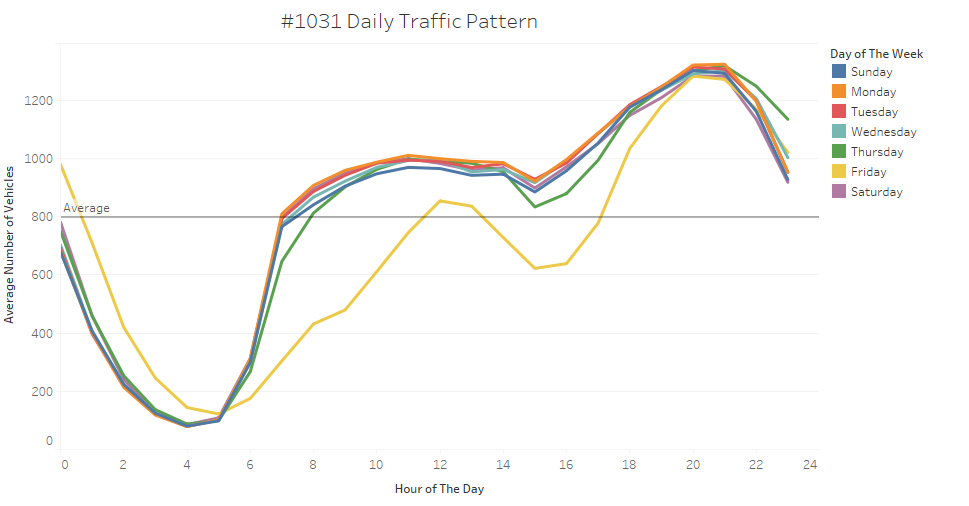 #1031 Daily Traffic Pattern
Average Number of Vehicles
1200
1000
800
600
400
200
0
Average
0 2 4 6 8 10 12 14 16 18 20 22 24
Hour of The Day
Day of The Week
Sunday
Monday
Tuesday
Wednesday
Thursday
Friday
Saturday